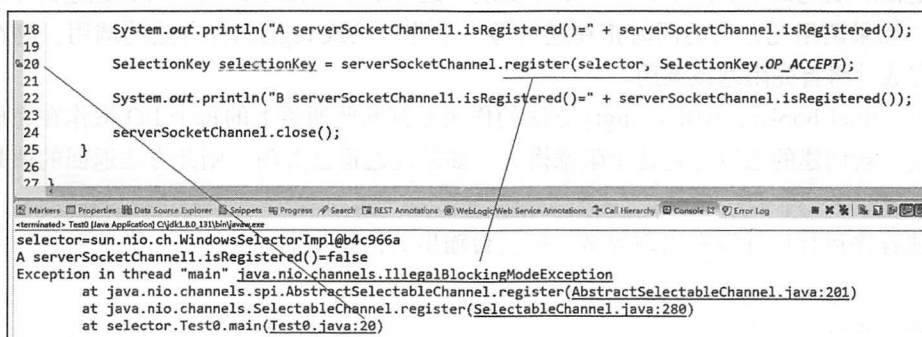 18 System.out.println("A serverSocketChannel1.isRegistered()=" + serverSocketChannel.isRegistered());
19
20 SelectionKey selectionKey = serverSocketChannel.register(selector, SelectionKey.OP_ACCEPT);
21
22 System.out.println("B serverSocketChannel1.isRegistered()=" + serverSocketChannel.isRegistered());
23
24 serverSocketChannel.close();
25 }
26
27 }
Markers Properties Data Source Explorer Snippets Progress Search REST Annotations WebLogic Web Service Annotations Call Hierarchy Console Error Log
<terminated> Test0 [Java Application] C:\jdk1.8.0_131\bin\javaw.exe
selector=sun.nio.ch.WindowsSelectorImpl@b4c966a
A serverSocketChannel1.isRegistered()=false
Exception in thread "main" java.nio.channels.IllegalBlockingModeException
at java.nio.channels.spi.AbstractSelectableChannel.register(AbstractSelectableChannel.java:201)
at java.nio.channels.SelectableChannel.register(SelectableChannel.java:280)
at selector.Test0.main(Test0.java:20)